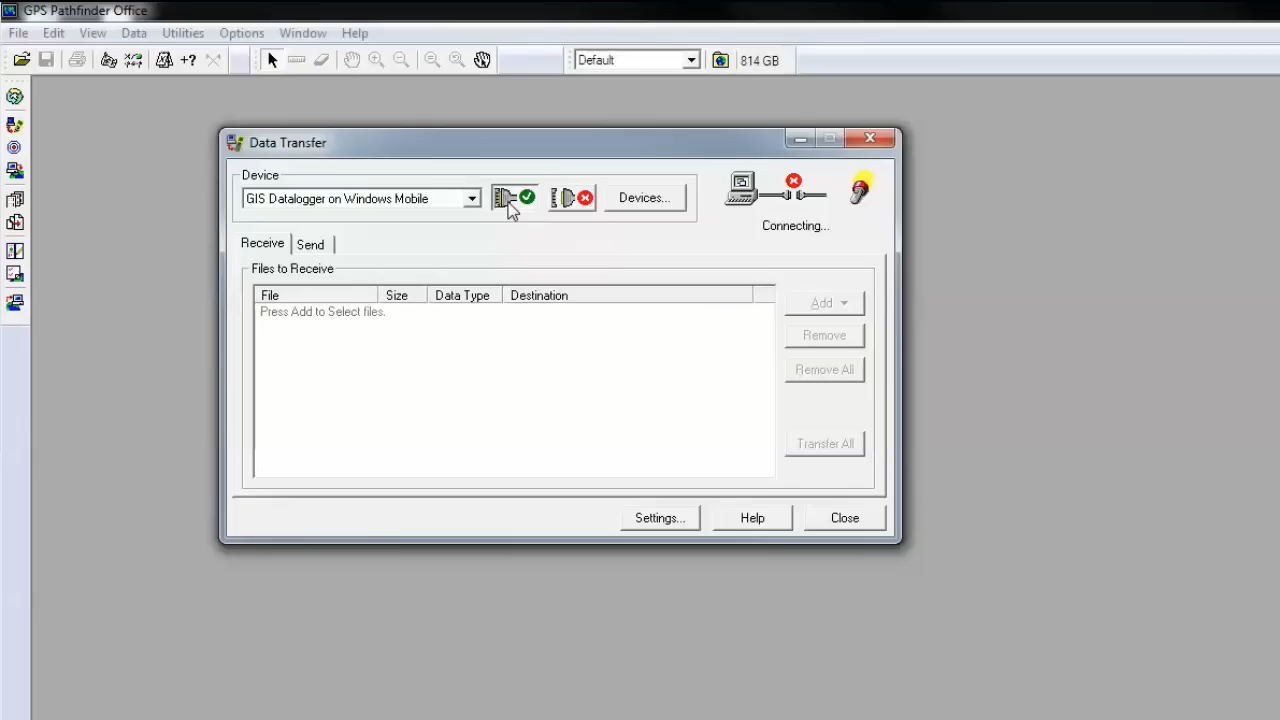 GPS Pathfinder Office
File Edit View Data Utilities Options Window Help
+? Default 814 GB
Data Transfer
Device
GIS Datalogger on Windows Mobile Devices...
Connecting...
Receive Send
Files to Receive
File Size Data Type Destination
Press Add to Select files.
Add
Remove
Remove All
Transfer All
Settings... Help Close